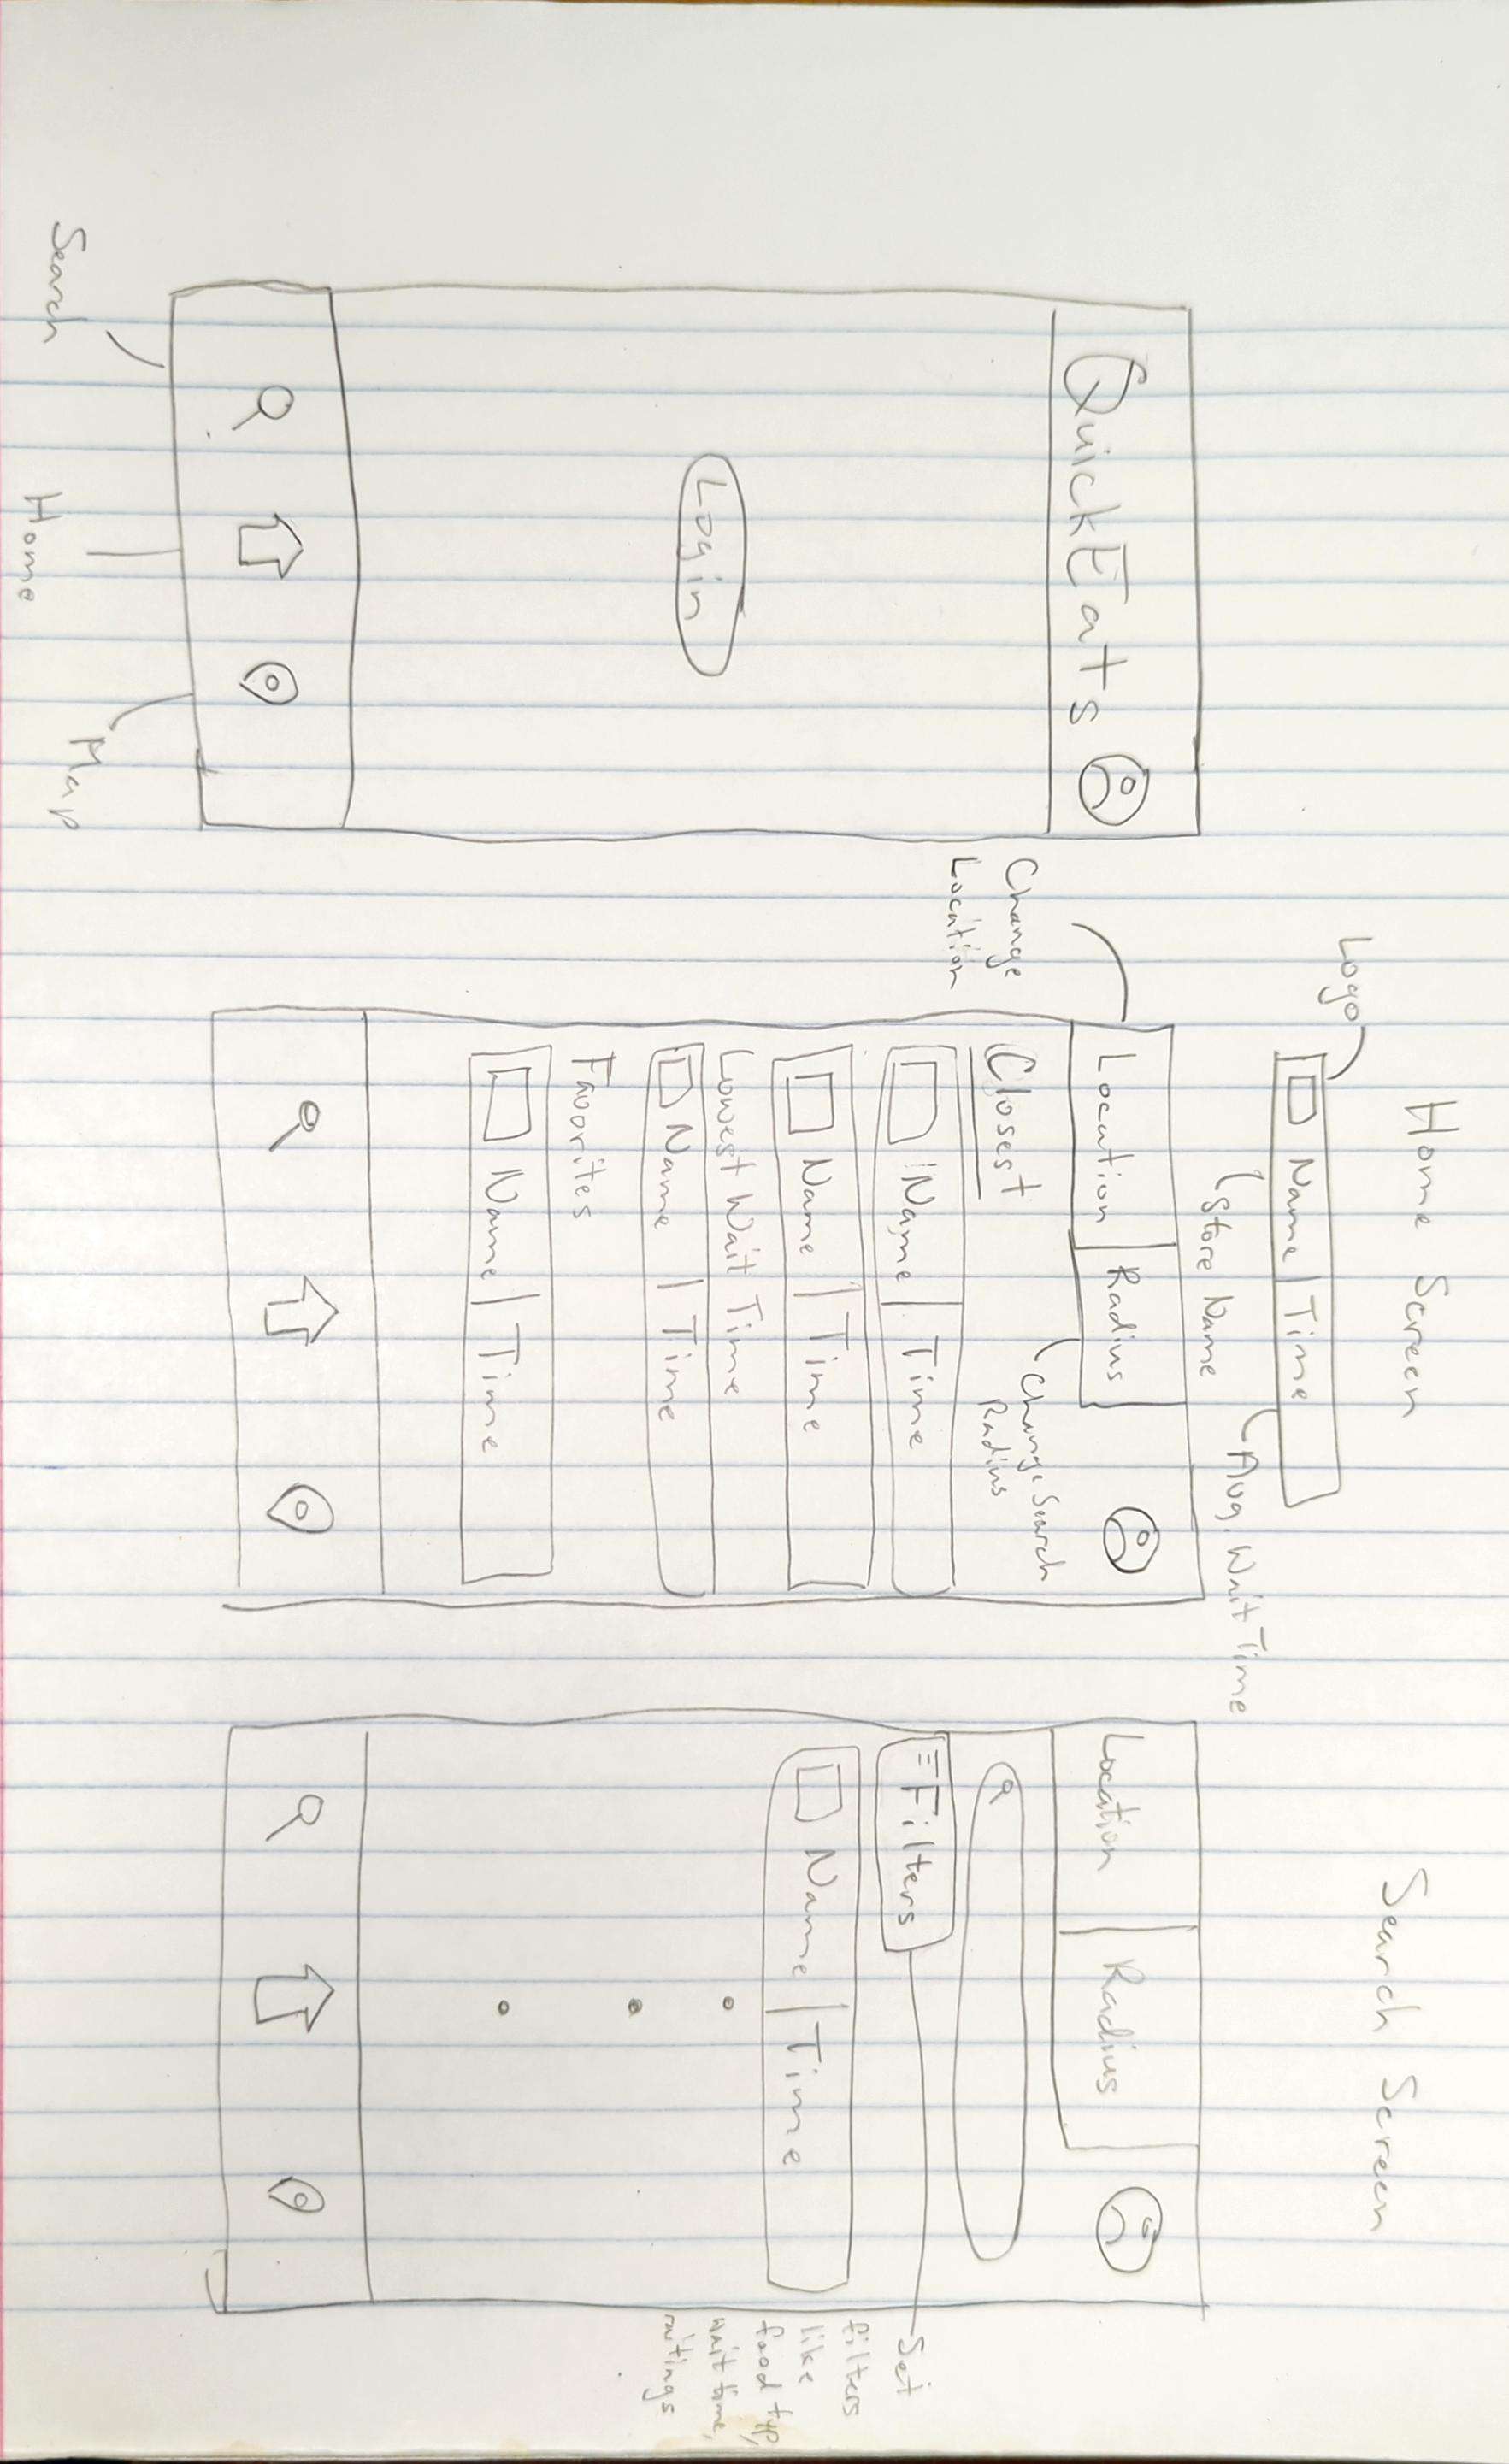 QuickEats
Login
Search
Home
Map
Home Screen
Logo
Name | Time
Store Name
Avg. Wait Time
Change
Location
Location | Radius
Change Search
Radius
Closest
Name | Time
Name | Time
Lowest Wait Time
Name | Time
Favorites
Name | Time
Search Screen
Location | Radius
Filters
Name | Time
Set
filters
like
food typ,
wait time,
ratings